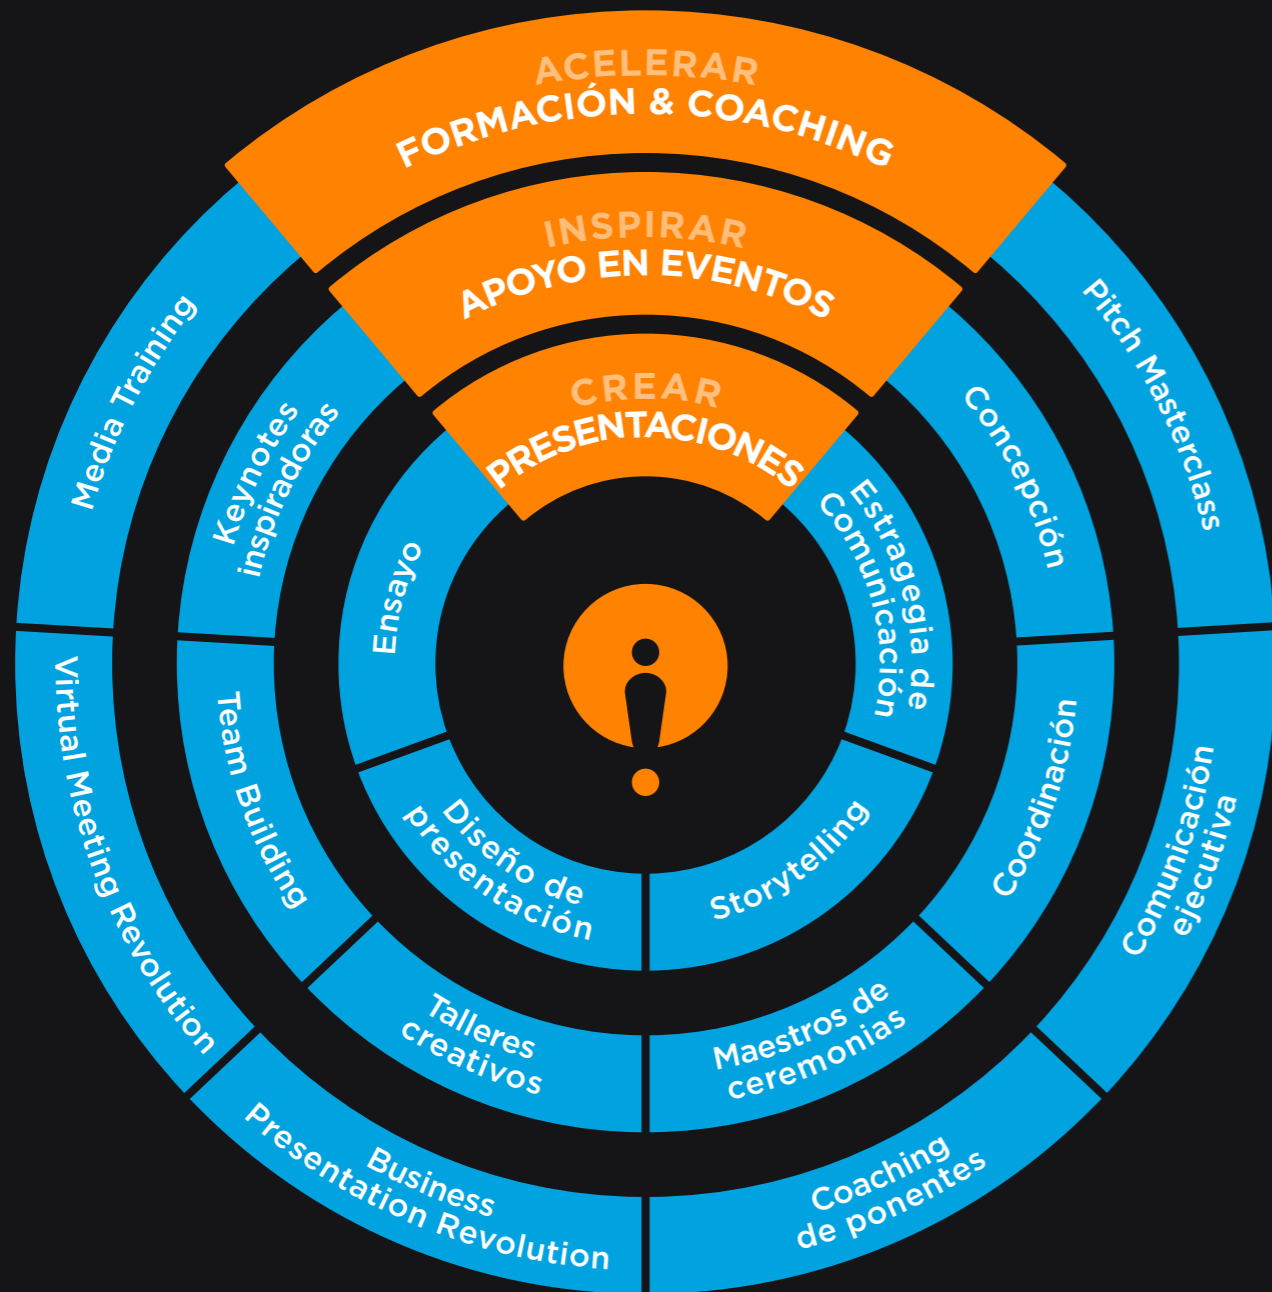 ACELERAR
FORMACIÓN & COACHING
INSPIRAR
APOYO EN EVENTOS
CREAR
PRESENTACIONES
Pitch Masterclass
Comunicación
ejecutiva
Coaching
de ponentes
Business
Presentation Revolution
Virtual Meeting Revolution
Media Training
Concepción
Coordinación
Maestros de
ceremonias
Talleres
creativos
Team Building
Keynotes
inspiradoras
Estragegia de
Comunicación
Storytelling
Diseño de
presentación
Ensayo